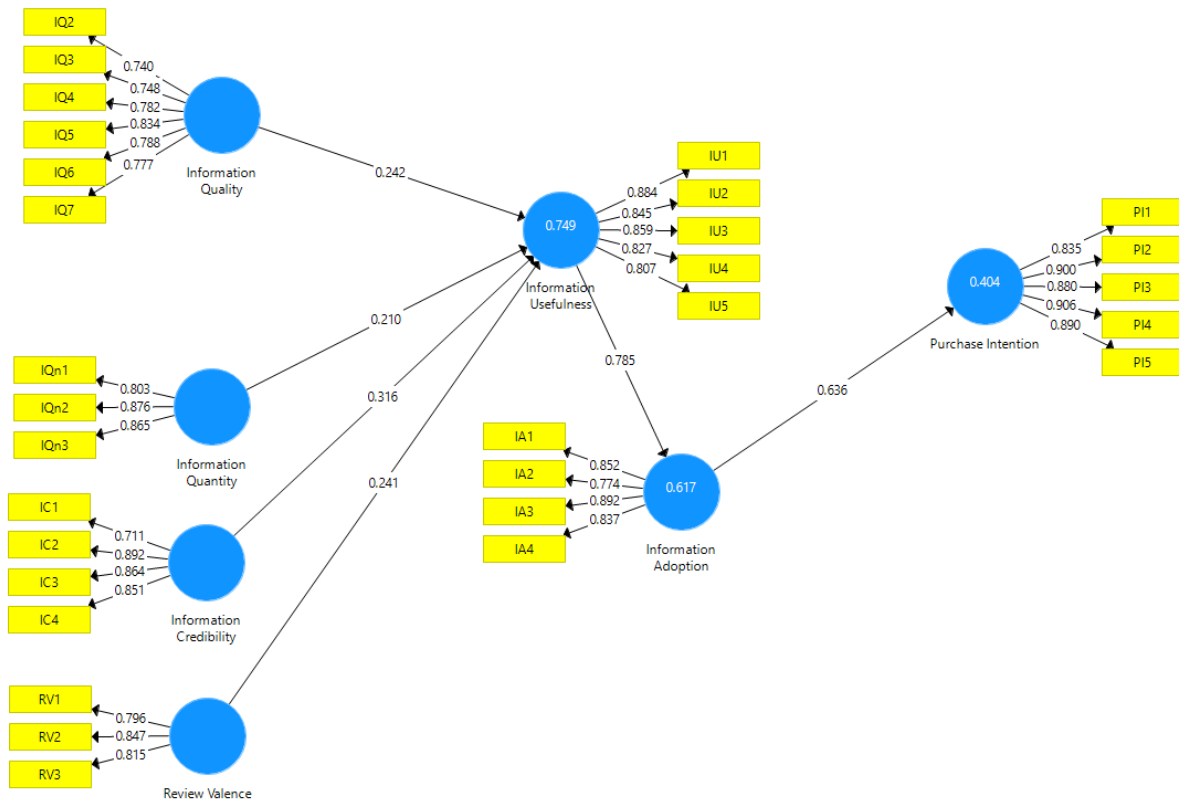 IQ2
IQ3
IQ4
IQ5
IQ6
IQ7
0.740
0.748
0.782
0.834
0.788
0.777
Information
Quality
0.242
IQn1
IQn2
IQn3
0.803
0.876
0.865
Information
Quantity
0.210
IC1
IC2
IC3
IC4
0.711
0.892
0.864
0.851
Information
Credibility
0.316
RV1
RV2
RV3
0.796
0.847
0.815
Review Valence
0.241
0.749
Information
Usefulness
0.884
0.845
0.859
0.827
0.807
IU1
IU2
IU3
IU4
IU5
0.785
IA1
IA2
IA3
IA4
0.852
0.774
0.892
0.837
0.617
Information
Adoption
0.636
0.404
Purchase Intention
0.835
0.900
0.880
0.906
0.890
PI1
PI2
PI3
PI4
PI5